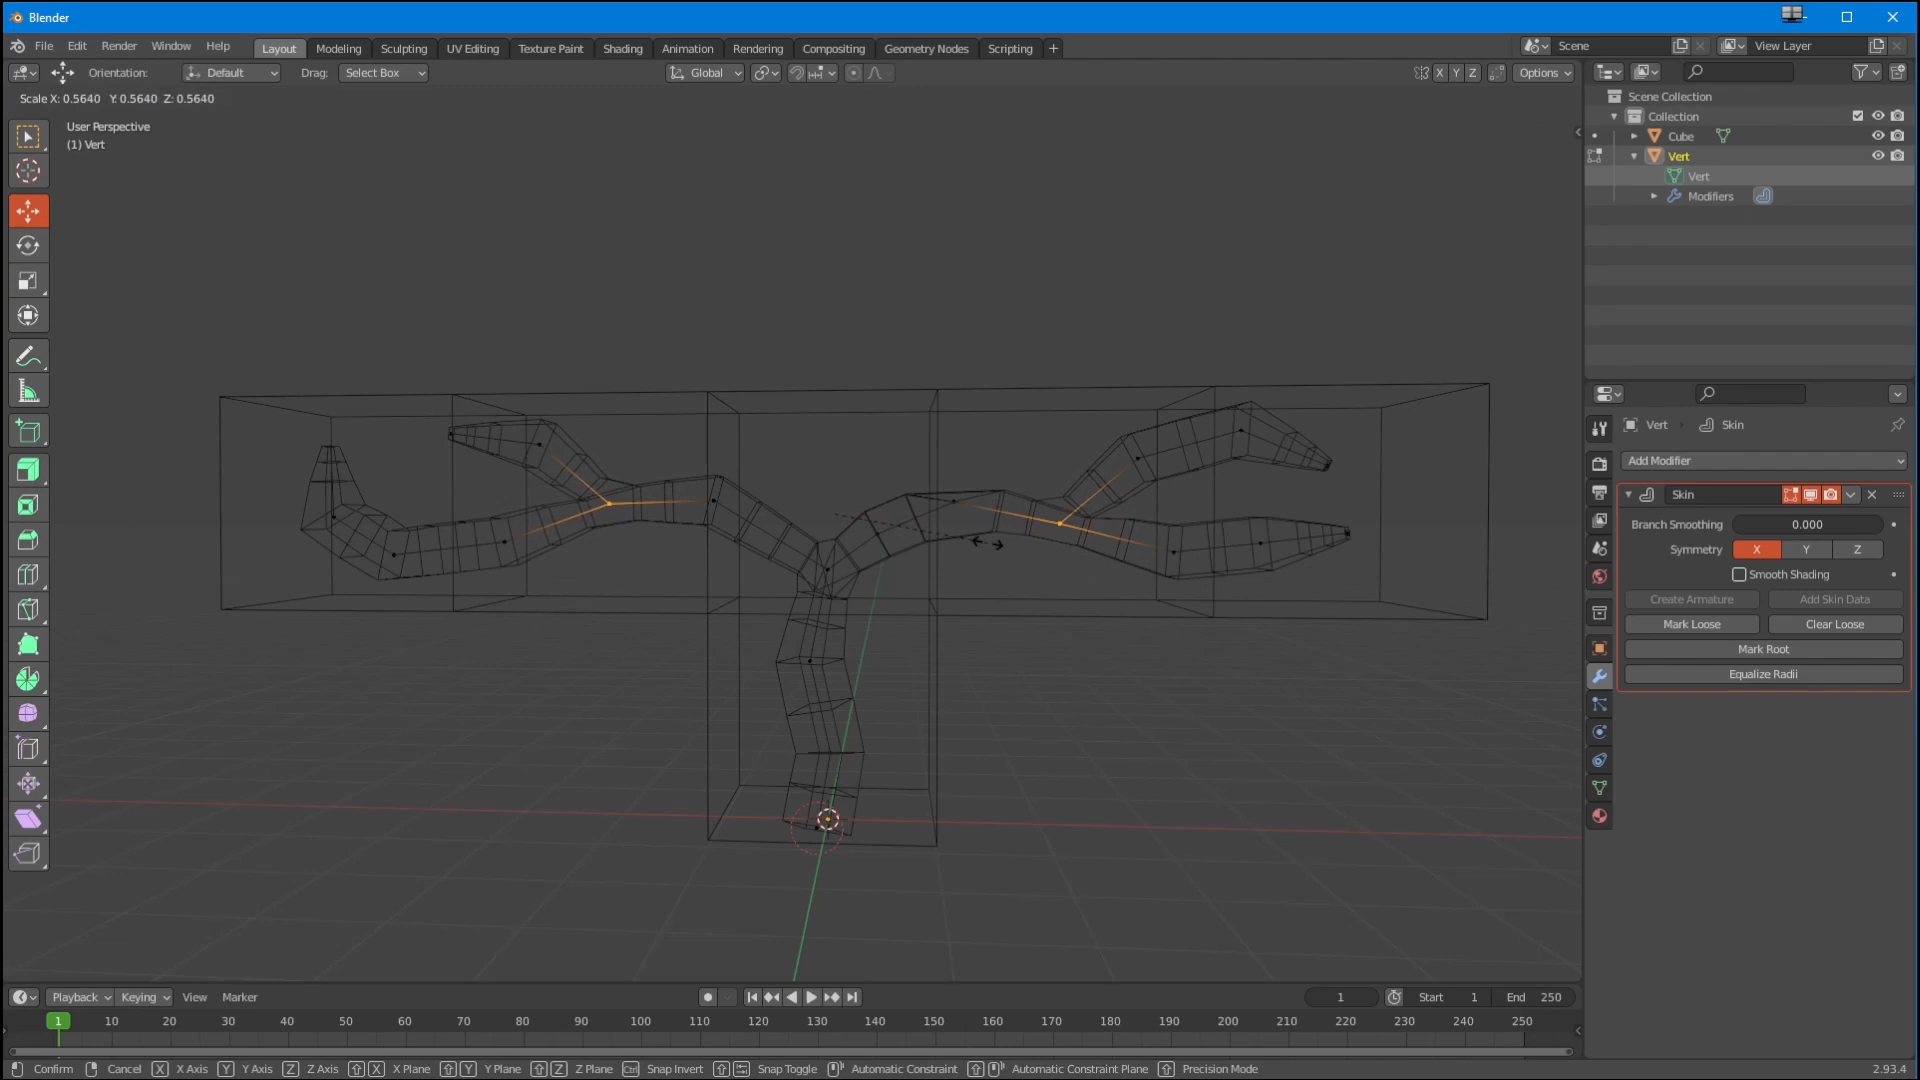 Blender
File Edit Render Window Help Layout Modeling Sculpting UV Editing Texture Paint Shading Animation Rendering Compositing Geometry Nodes Scripting + Scene View Layer
Orientation: Default Drag: Select Box Global X Y Z Options
Scale X: 0.5640 Y: 0.5640 Z: 0.5640
User Perspective
(1) Vert
Scene Collection
Collection
Cube
Vert
Vert
Modifiers
Vert Skin
Add Modifier
Skin
Branch Smoothing 0.000
Symmetry X Y Z
Smooth Shading
Create Armature Add Skin Data
Mark Loose Clear Loose
Mark Root
Equalize Radii
Playback Keying View Marker 1 Start 1 End 250
1 10 20 30 40 50 60 70 80 90 100 110 120 130 140 150 160 170 180 190 200 210 220 230 240 250
Confirm Cancel X X Axis Y Y Axis Z Z Axis X X Plane Y Y Plane Z Z Plane Ctrl Snap Invert Snap Toggle Automatic Constraint Automatic Constraint Plane Precision Mode 2.93.4